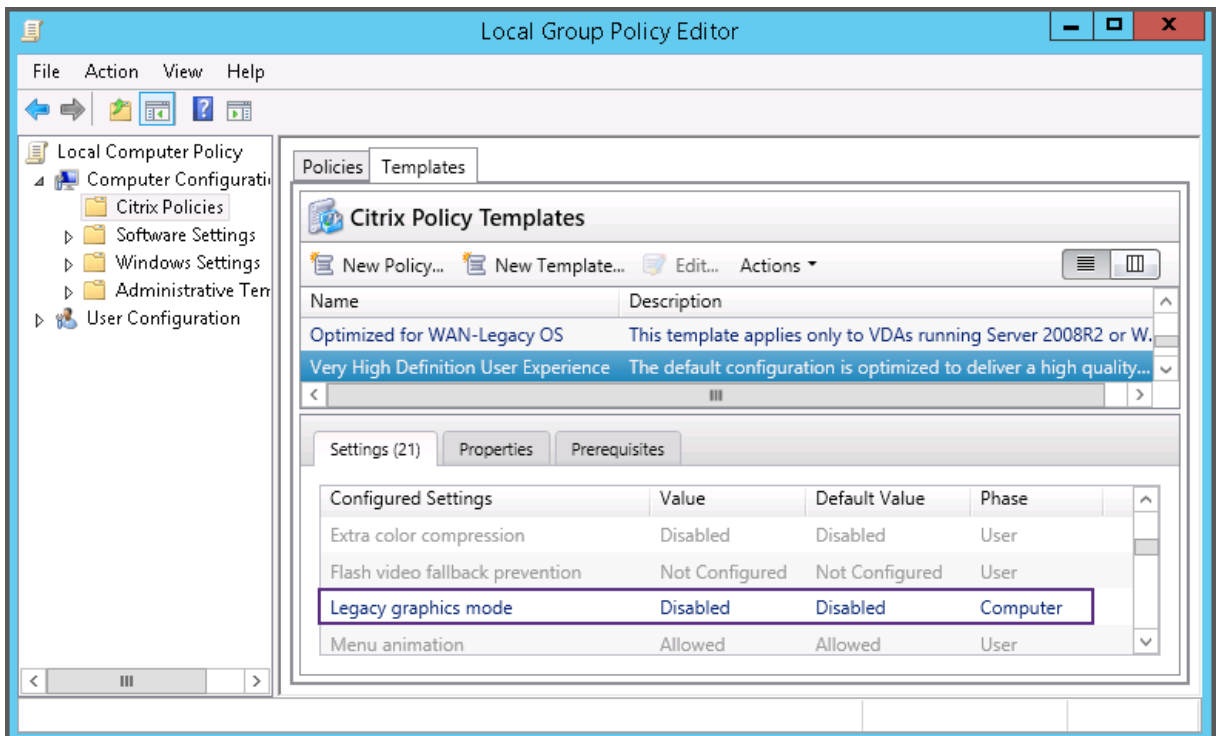 Local Group Policy Editor
File Action View Help
Local Computer Policy
Computer Configurati
Citrix Policies
Software Settings
Windows Settings
Administrative Tem
User Configuration
Policies Templates
Citrix Policy Templates
New Policy... New Template... Edit... Actions
Name Description
Optimized for WAN-Legacy OS This template applies only to VDAs running Server 2008R2 or W.
Very High Definition User Experience The default configuration is optimized to deliver a high quality...
Settings (21) Properties Prerequisites
Configured Settings Value Default Value Phase
Extra color compression Disabled Disabled User
Flash video fallback prevention Not Configured Not Configured User
Legacy graphics mode Disabled Disabled Computer
Menu animation Allowed Allowed User